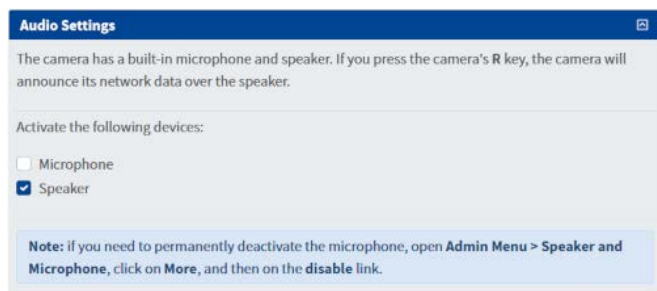 Audio Settings
The camera has a built-in microphone and speaker. If you press the camera's R key, the camera will
announce its network data over the speaker.
Activate the following devices:
Microphone
Speaker
Note: if you need to permanently deactivate the microphone, open Admin Menu > Speaker and
Microphone, click on More, and then on the disable link.